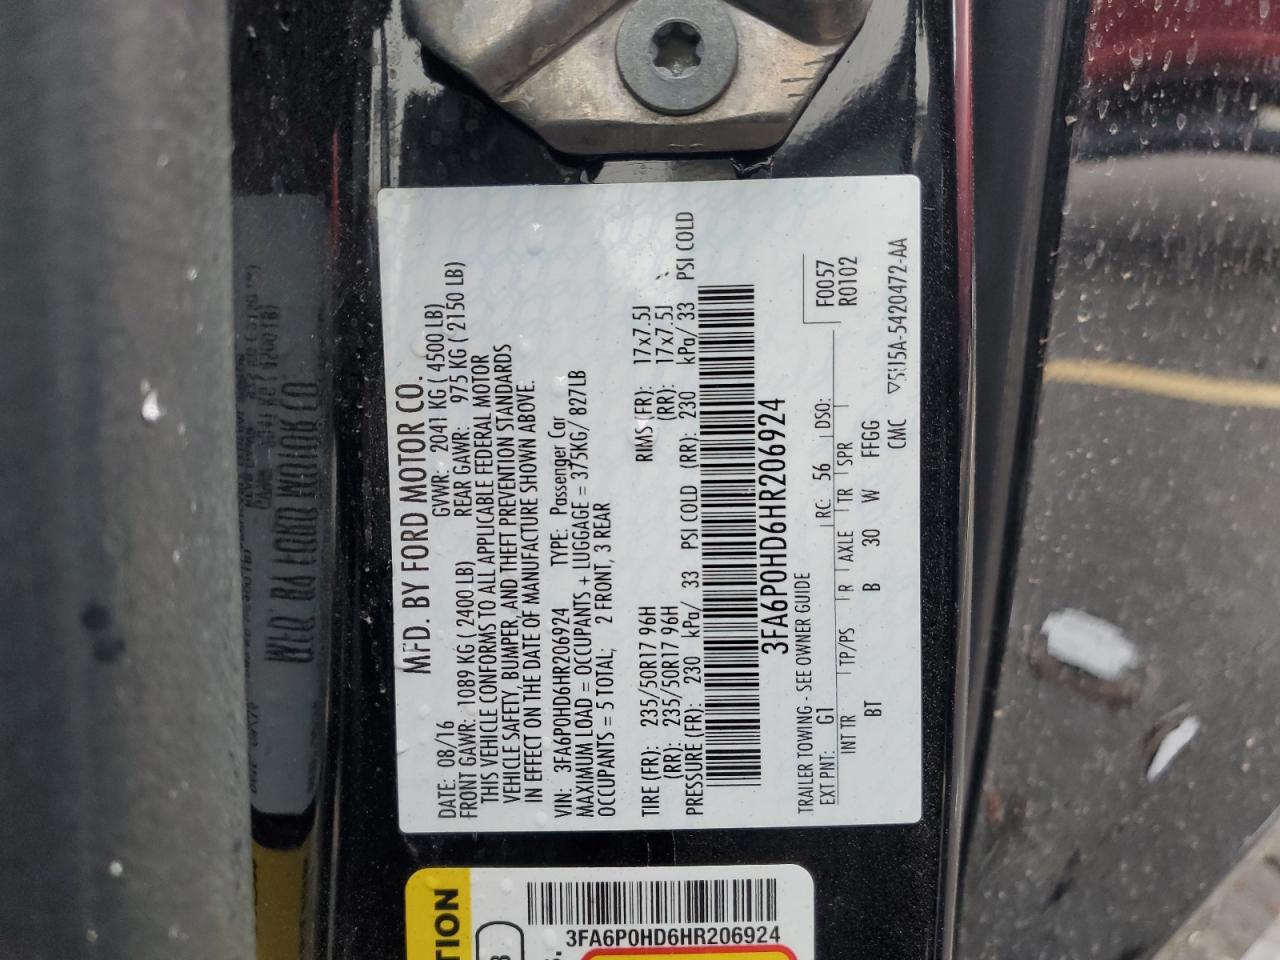 MFD. BY FORD MOTOR CO.
DATE: 08/16 GVWR: 2041 KG ( 4500 LB)
FRONT GAWR: 1089 KG ( 2400 LB) REAR GAWR: 975 KG ( 2150 LB)
THIS VEHICLE CONFORMS TO ALL APPLICABLE FEDERAL MOTOR
VEHICLE SAFETY, BUMPER, AND THEFT PREVENTION STANDARDS
IN EFFECT ON THE DATE OF MANUFACTURE SHOWN ABOVE.
VIN: 3FA6P0HD6HR206924 TYPE: Passenger Car
MAXIMUM LOAD = OCCUPANTS + LUGGAGE = 375KG/ 827LB
OCCUPANTS = 5 TOTAL; 2 FRONT, 3 REAR
TIRE (FR): 235/50R17 96H RIMS (FR): 17x7.5J
(RR): 235/50R17 96H (RR): 17x7.5J
PRESSURE (FR): 230 kPa/ 33 PSI COLD (RR): 230 kPa/ 33 PSI COLD
3FA6P0HD6HR206924
TRAILER TOWING - SEE OWNER GUIDE F0057
EXT PNT: G1 RC: 56 DSO: R0102
INT TR TP/PS R AXLE TR SPR
BT B 30 W FFGG
CMC
TION
3FA6P0HD6HR206924